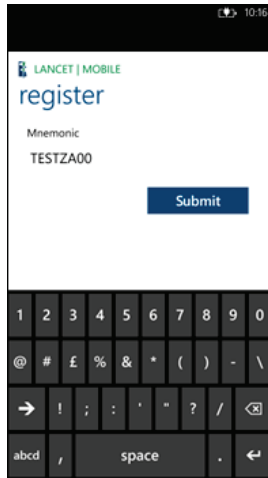 10:16
LANCET | MOBILE
register
Mnemonic
TESTZA00
Submit
1 2 3 4 5 6 7 8 9 0
@ # £ % & * ( ) - \
! ; : ' " ? /
abcd , space .